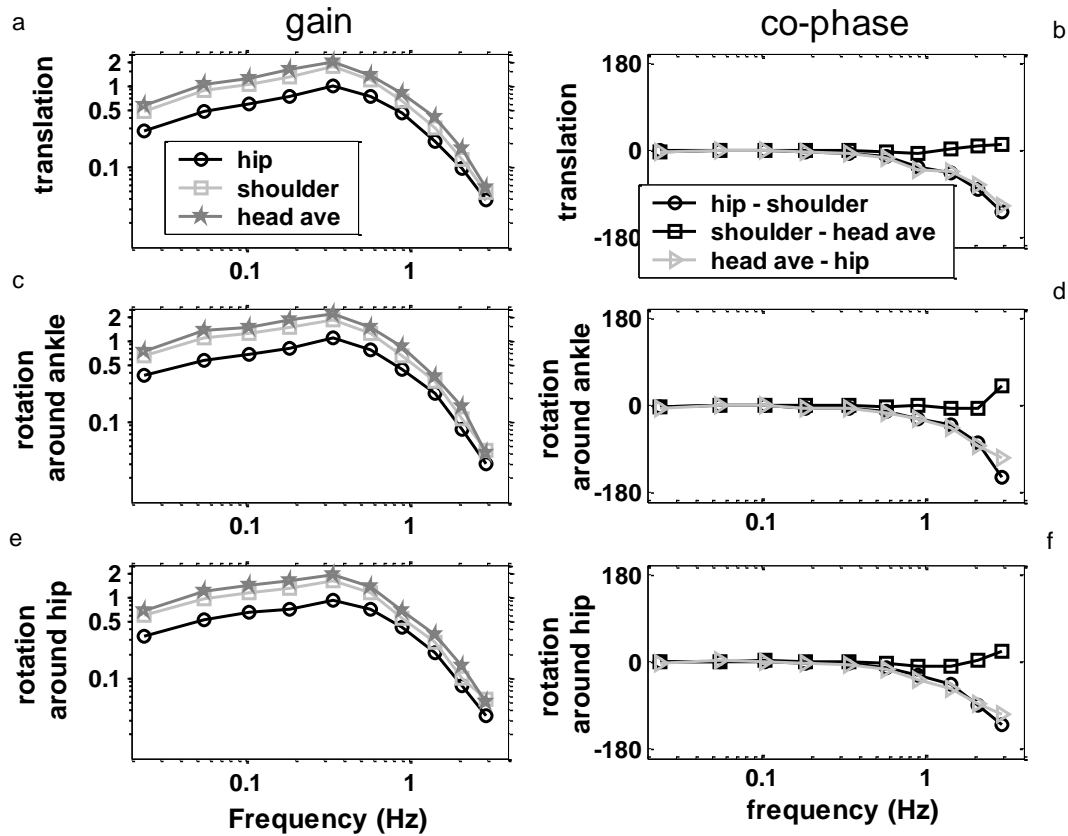 a
gain
co-phase
b
translation
2
1
0.5
0.1
hip
shoulder
head ave
0.1
1
translation
180
0
-180
hip - shoulder
shoulder - head ave
head ave - hip
c
rotation
around ankle
2
1
0.5
0.1
0.1
1
d
rotation
around ankle
180
0
-180
0.1
1
e
rotation
around hip
2
1
0.5
0.1
0.1
1
Frequency (Hz)
f
rotation
around hip
180
0
-180
0.1
1
frequency (Hz)